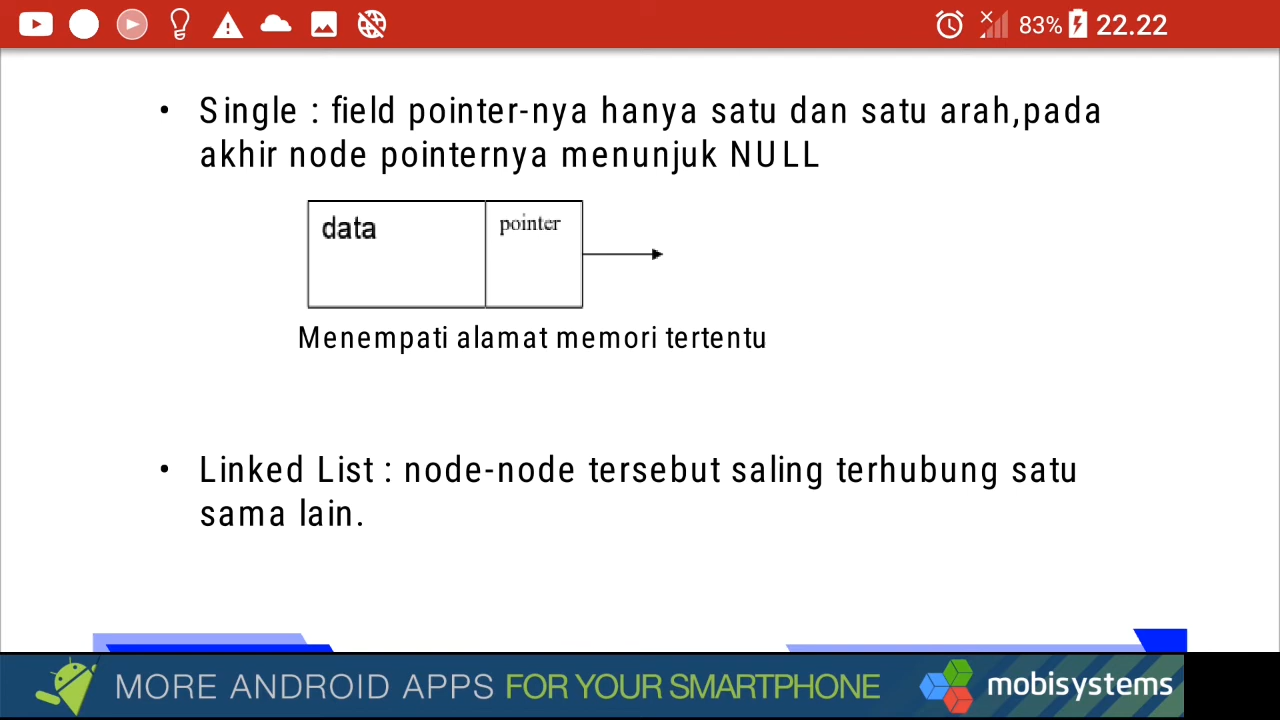 83% 22.22
• Single : field pointer-nya hanya satu dan satu arah,pada
akhir node pointernya menunjuk NULL
data pointer
Menempati alamat memori tertentu
• Linked List : node-node tersebut saling terhubung satu
sama lain.
MORE ANDROID APPS FOR YOUR SMARTPHONE mobisystems